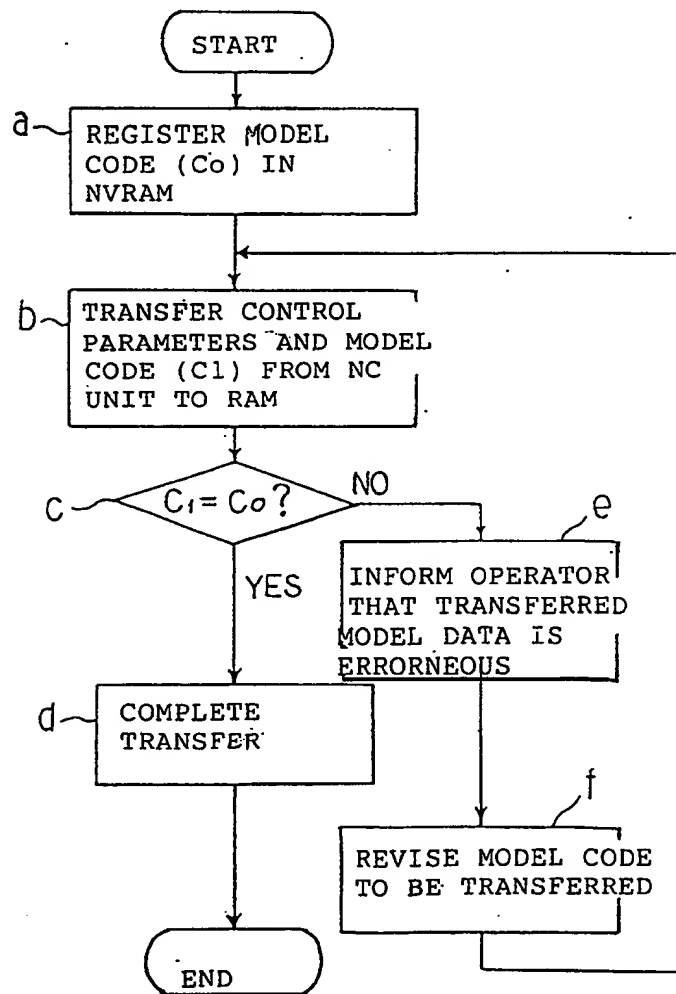 START
a
REGISTER MODEL
CODE (Co) IN
NVRAM
b
TRANSFER CONTROL
PARAMETERS AND MODEL
CODE (C1) FROM NC
UNIT TO RAM
c
C1 = Co?
NO
YES
e
INFORM OPERATOR
THAT TRANSFERRED
MODEL DATA IS
ERRORNEOUS
d
COMPLETE
TRANSFER
f
REVISE MODEL CODE
TO BE TRANSFERRED
END